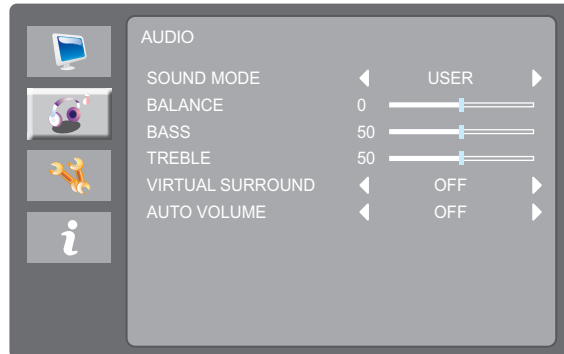 AUDIO
SOUND MODE USER
BALANCE 0
BASS 50
TREBLE 50
VIRTUAL SURROUND OFF
AUTO VOLUME OFF
i